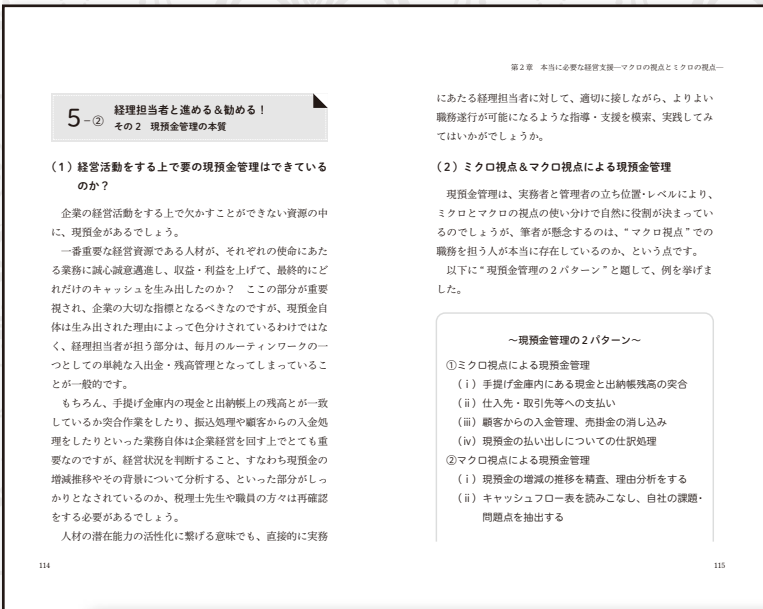 5-② 経理担当者と進める＆勧める！
その2 現預金管理の本質
（1）経営活動をする上で要の現預金管理はできている
のか？
企業の経営活動をする上で欠かすことができない資源の中
に、現預金があるでしょう。
一番重要な経営資源である人材が、それぞれの使命にあた
る業務に誠心誠意邁進し、収益・利益を上げて、最終的にど
れだけのキャッシュを生み出したのか？ ここの部分が重要
視され、企業の大切な指標となるべきなのですが、現預金自
体は生み出された理由によって色分けされているわけではな
く、経理担当者が担う部分は、毎月のルーティンワークの一
つとしての単純な入出金・残高管理となってしまっているこ
とが一般的です。
もちろん、手提げ金庫内の現金と出納帳上の残高とが一致
しているか突合作業をしたり、振込処理や顧客からの入金処
理をしたりといった業務自体は企業経営を回す上でとても重
要なのですが、経営状況を判断すること、すなわち現預金の
増減推移やその背景について分析する、といった部分がしっ
かりとなされているのか、税理士先生や職員の方々は再確認
をする必要があるでしょう。
人材の潜在能力の活性化に繋げる意味でも、直接的に実務
114
第2章 本当に必要な経営支援―マクロの視点とミクロの視点―
にあたる経理担当者に対して、適切に接しながら、よりよい
職務遂行が可能になるような指導・支援を模索、実践してみ
てはいかがでしょうか。
（2）ミクロ視点＆マクロ視点による現預金管理
現預金管理は、実務者と管理者の立ち位置・レベルにより、
ミクロとマクロの視点の使い分けで自然に役割が決まってい
るのでしょうが、筆者が懸念するのは、“マクロ視点”での
職務を担う人が本当に存在しているのか、という点です。
以下に“現預金管理の2パターン”と題して、例を挙げま
した。
～現預金管理の2パターン～
①ミクロ視点による現預金管理
（ⅰ）手提げ金庫内にある現金と出納帳残高の突合
（ⅱ）仕入先・取引先等への支払い
（ⅲ）顧客からの入金管理、売掛金の消し込み
（ⅳ）現預金の払い出しについての仕訳処理
②マクロ視点による現預金管理
（ⅰ）現預金の増減の推移を精査、理由分析をする
（ⅱ）キャッシュフロー表を読みこなし、自社の課題・
問題点を抽出する
115